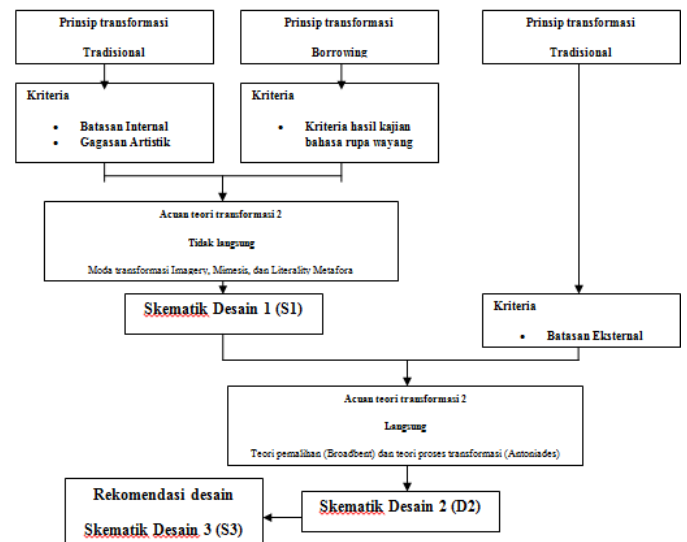 Prinsip transformasi
Tradisional
Prinsip transformasi
Borrowing
Prinsip transformasi
Tradisional
Kriteria
• Batasan Internal
• Gagasan Artistik
Kriteria
• Kriteria hasil kajian
bahasa rupa wayang
Acuan teori transformasi 2
Tidak langsung
Moda transformasi Imagery, Mimesis, dan Literality Metafora
Skematik Desain 1 (S1)
Kriteria
• Batasan Eksternal
Acuan teori transformasi 2
Langsung
Teori pemalihan (Broadbent) dan teori proses transformasi (Antoniades)
Skematik Desain 2 (D2)
Rekomendasi desain
Skematik Desain 3 (S3)